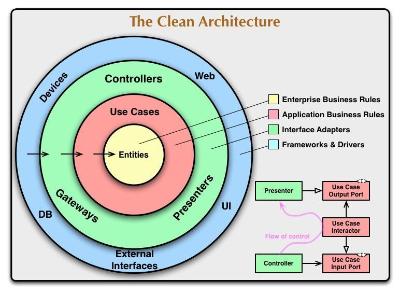 The Clean Architecture
Devices
Web
Controllers
Use Cases
Entities
Gateways
Presenters
DB
UI
External
Interfaces
Enterprise Business Rules
Application Business Rules
Interface Adapters
Frameworks & Drivers
Presenter
Use Case
Output Port
Use Case
Interactor
Flow of control
Controller
Use Case
Input Port